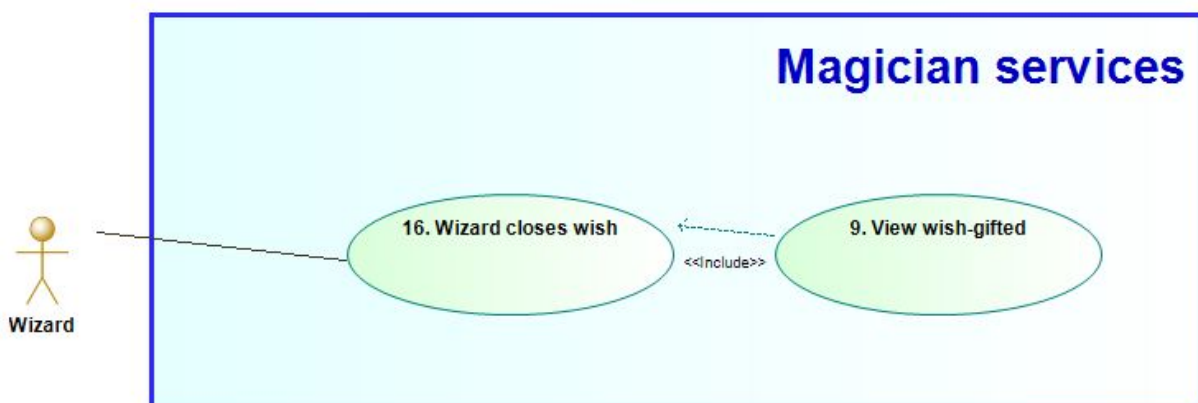 Magician services
16. Wizard closes wish
9. View wish-gifted
<<Include>>
Wizard